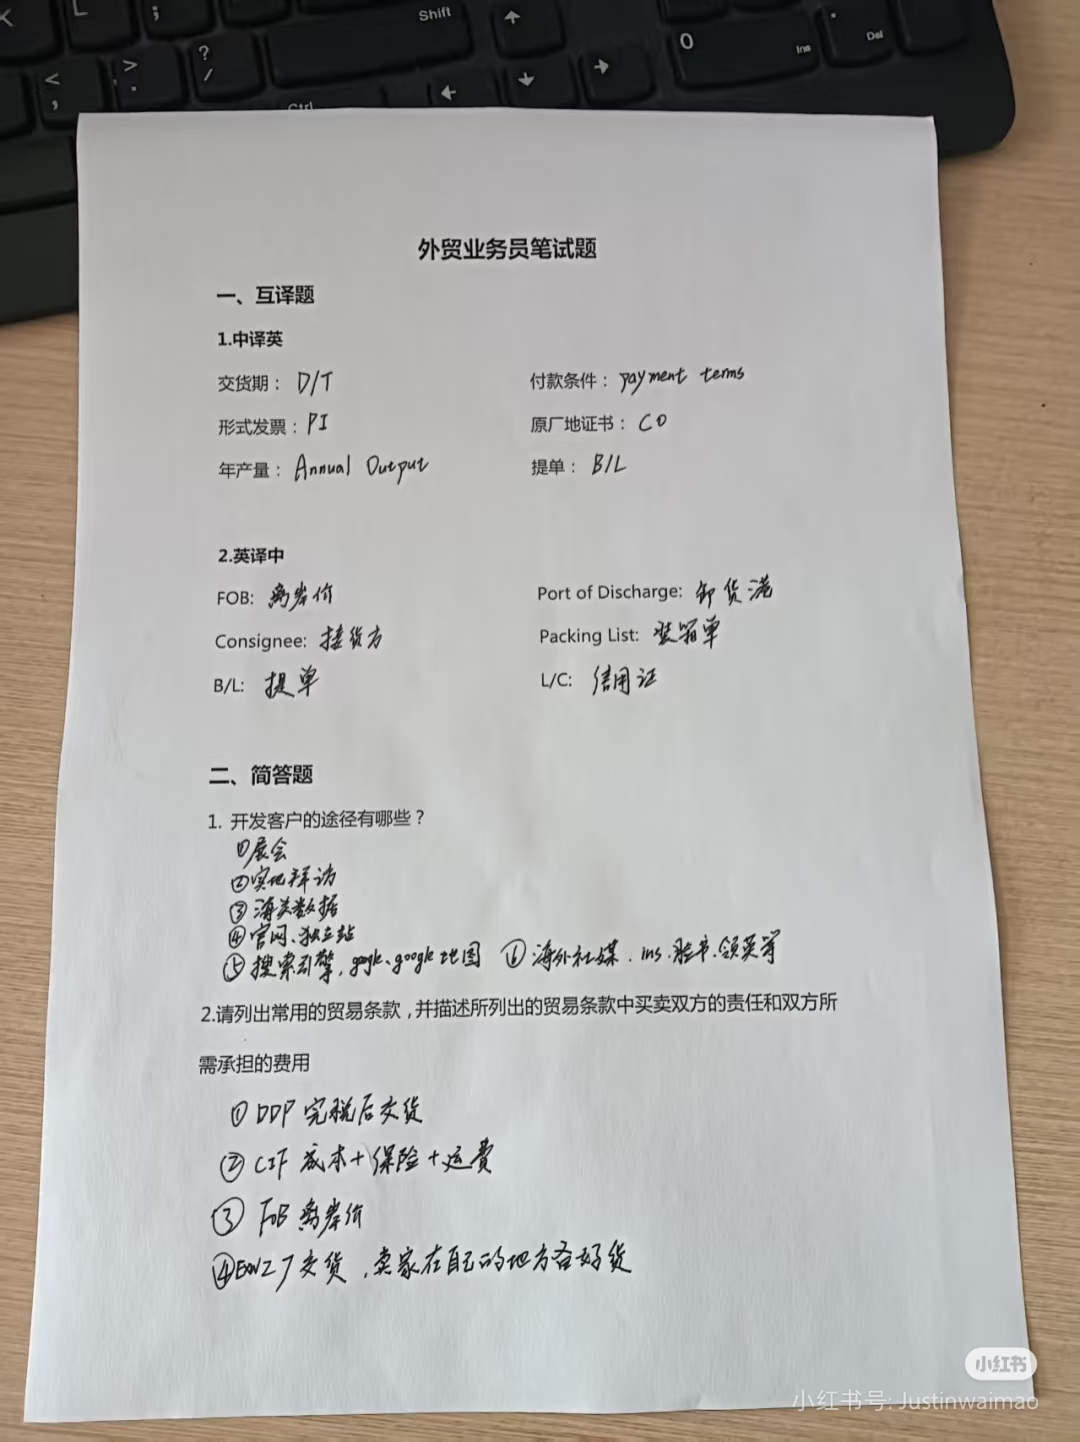 K L ; Shift ↑ 0 Ins . Del
< , > . ? / Ctrl ← ↓ →
外贸业务员笔试题
一、互译题
1.中译英
交货期： D/T 付款条件： payment terms
形式发票： PI 原厂地证书： CO
年产量： Annual Output 提单： B/L
2.英译中
FOB: 离岸价 Port of Discharge: 卸货港
Consignee: 接货方 Packing List: 装箱单
B/L: 提单 L/C: 信用证
二、简答题
1. 开发客户的途径有哪些？
①展会
②实地拜访
③海关数据
④官网、独立站
⑤搜索引擎，google、google地图 ⑥海外社媒．ins．脸书．领英等
2.请列出常用的贸易条款，并描述所列出的贸易条款中买卖双方的责任和双方所
需承担的费用
①DDP 完税后交货
②CIF 成本+保险+运费
③ FOB 离岸价
④EXW工厂交货，卖家在自己的地方备好货
小红书
小红书号: Justinwaimao